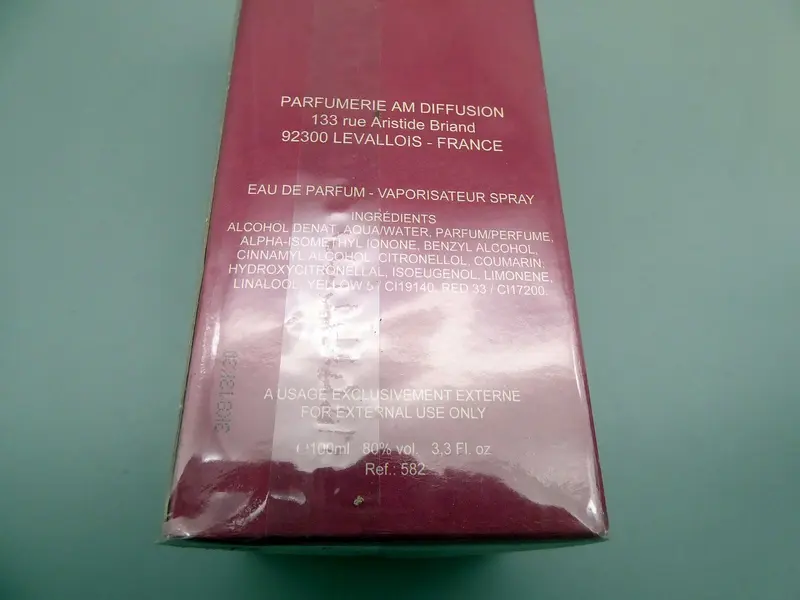 PARFUMERIE AM DIFFUSION
133 rue Aristide Briand
92300 LEVALLOIS - FRANCE
EAU DE PARFUM - VAPORISATEUR SPRAY
INGRÉDIENTS
ALCOHOL DENAT, AQUA/WATER, PARFUM/PERFUME,
ALPHA-ISOMETHYL IONONE, BENZYL ALCOHOL,
CINNAMYL ALCOHOL, CITRONELLOL, COUMARIN,
HYDROXYCITRONELLAL, ISOEUGENOL, LIMONENE,
LINALOOL, YELLOW 5 / CI19140, RED 33 / CI17200.
A USAGE EXCLUSIVEMENT EXTERNE
FOR EXTERNAL USE ONLY
100ml 80% vol. 3,3 Fl. oz
Ref.: 582